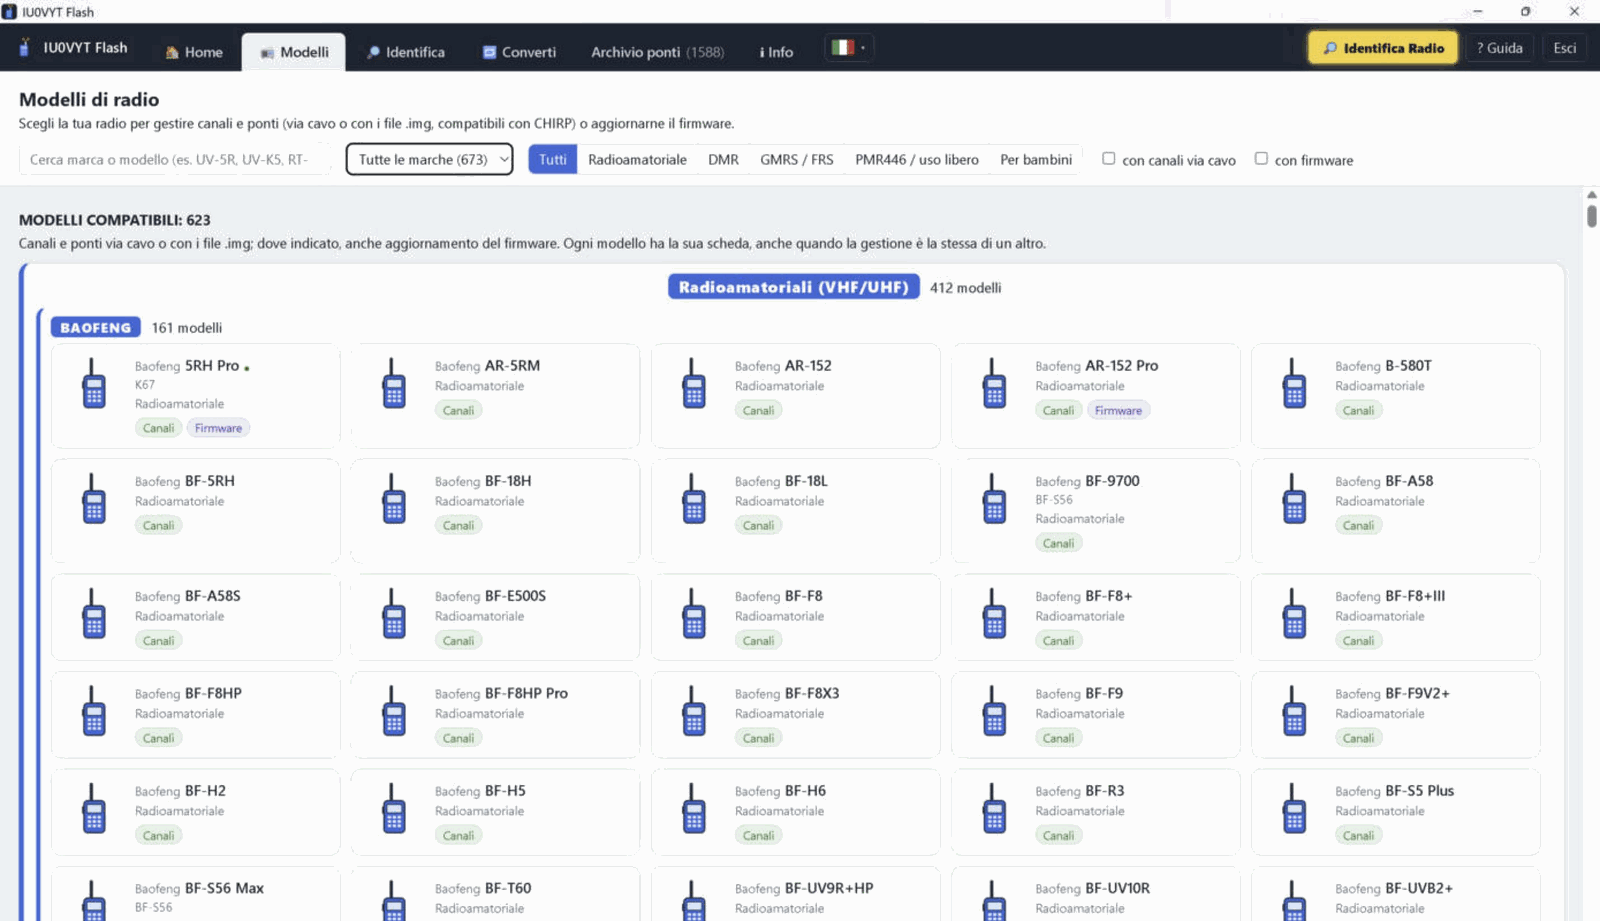 IU0VYT Flash
IU0VYT Flash
Home
Modelli
Identifica
Converti
Archivio ponti (1588)
i Info
Identifica Radio
? Guida
Esci
Modelli di radio
Scegli la tua radio per gestire canali e ponti (via cavo o con i file .img, compatibili con CHIRP) o aggiornarne il firmware.
Cerca marca o modello (es. UV-5R, UV-K5, RT-
Tutte le marche (673)
Tutti
Radioamatoriale
DMR
GMRS / FRS
PMR446 / uso libero
Per bambini
con canali via cavo
con firmware
MODELLI COMPATIBILI: 623
Canali e ponti via cavo o con i file .img; dove indicato, anche aggiornamento del firmware. Ogni modello ha la sua scheda, anche quando la gestione è la stessa di un altro.
Radioamatoriali (VHF/UHF) 412 modelli
BAOFENG 161 modelli
Baofeng 5RH Pro
K67
Radioamatoriale
Canali Firmware
Baofeng AR-5RM
Radioamatoriale
Canali
Baofeng AR-152
Radioamatoriale
Canali
Baofeng AR-152 Pro
Radioamatoriale
Canali Firmware
Baofeng B-580T
Radioamatoriale
Canali
Baofeng BF-5RH
Radioamatoriale
Canali
Baofeng BF-18H
Radioamatoriale
Canali
Baofeng BF-18L
Radioamatoriale
Canali
Baofeng BF-9700
BF-S56
Radioamatoriale
Canali
Baofeng BF-A58
Radioamatoriale
Canali
Baofeng BF-A58S
Radioamatoriale
Canali
Baofeng BF-E500S
Radioamatoriale
Canali
Baofeng BF-F8
Radioamatoriale
Canali
Baofeng BF-F8+
Radioamatoriale
Canali
Baofeng BF-F8+III
Radioamatoriale
Canali
Baofeng BF-F8HP
Radioamatoriale
Canali
Baofeng BF-F8HP Pro
Radioamatoriale
Canali
Baofeng BF-F8X3
Radioamatoriale
Canali
Baofeng BF-F9
Radioamatoriale
Canali
Baofeng BF-F9V2+
Radioamatoriale
Canali
Baofeng BF-H2
Radioamatoriale
Canali
Baofeng BF-H5
Radioamatoriale
Canali
Baofeng BF-H6
Radioamatoriale
Canali
Baofeng BF-R3
Radioamatoriale
Canali
Baofeng BF-S5 Plus
Radioamatoriale
Canali
Baofeng BF-S56 Max
BF-S56
Baofeng BF-T60
Radioamatoriale
Baofeng BF-UV9R+HP
Radioamatoriale
Baofeng BF-UV10R
Radioamatoriale
Baofeng BF-UVB2+
Radioamatoriale